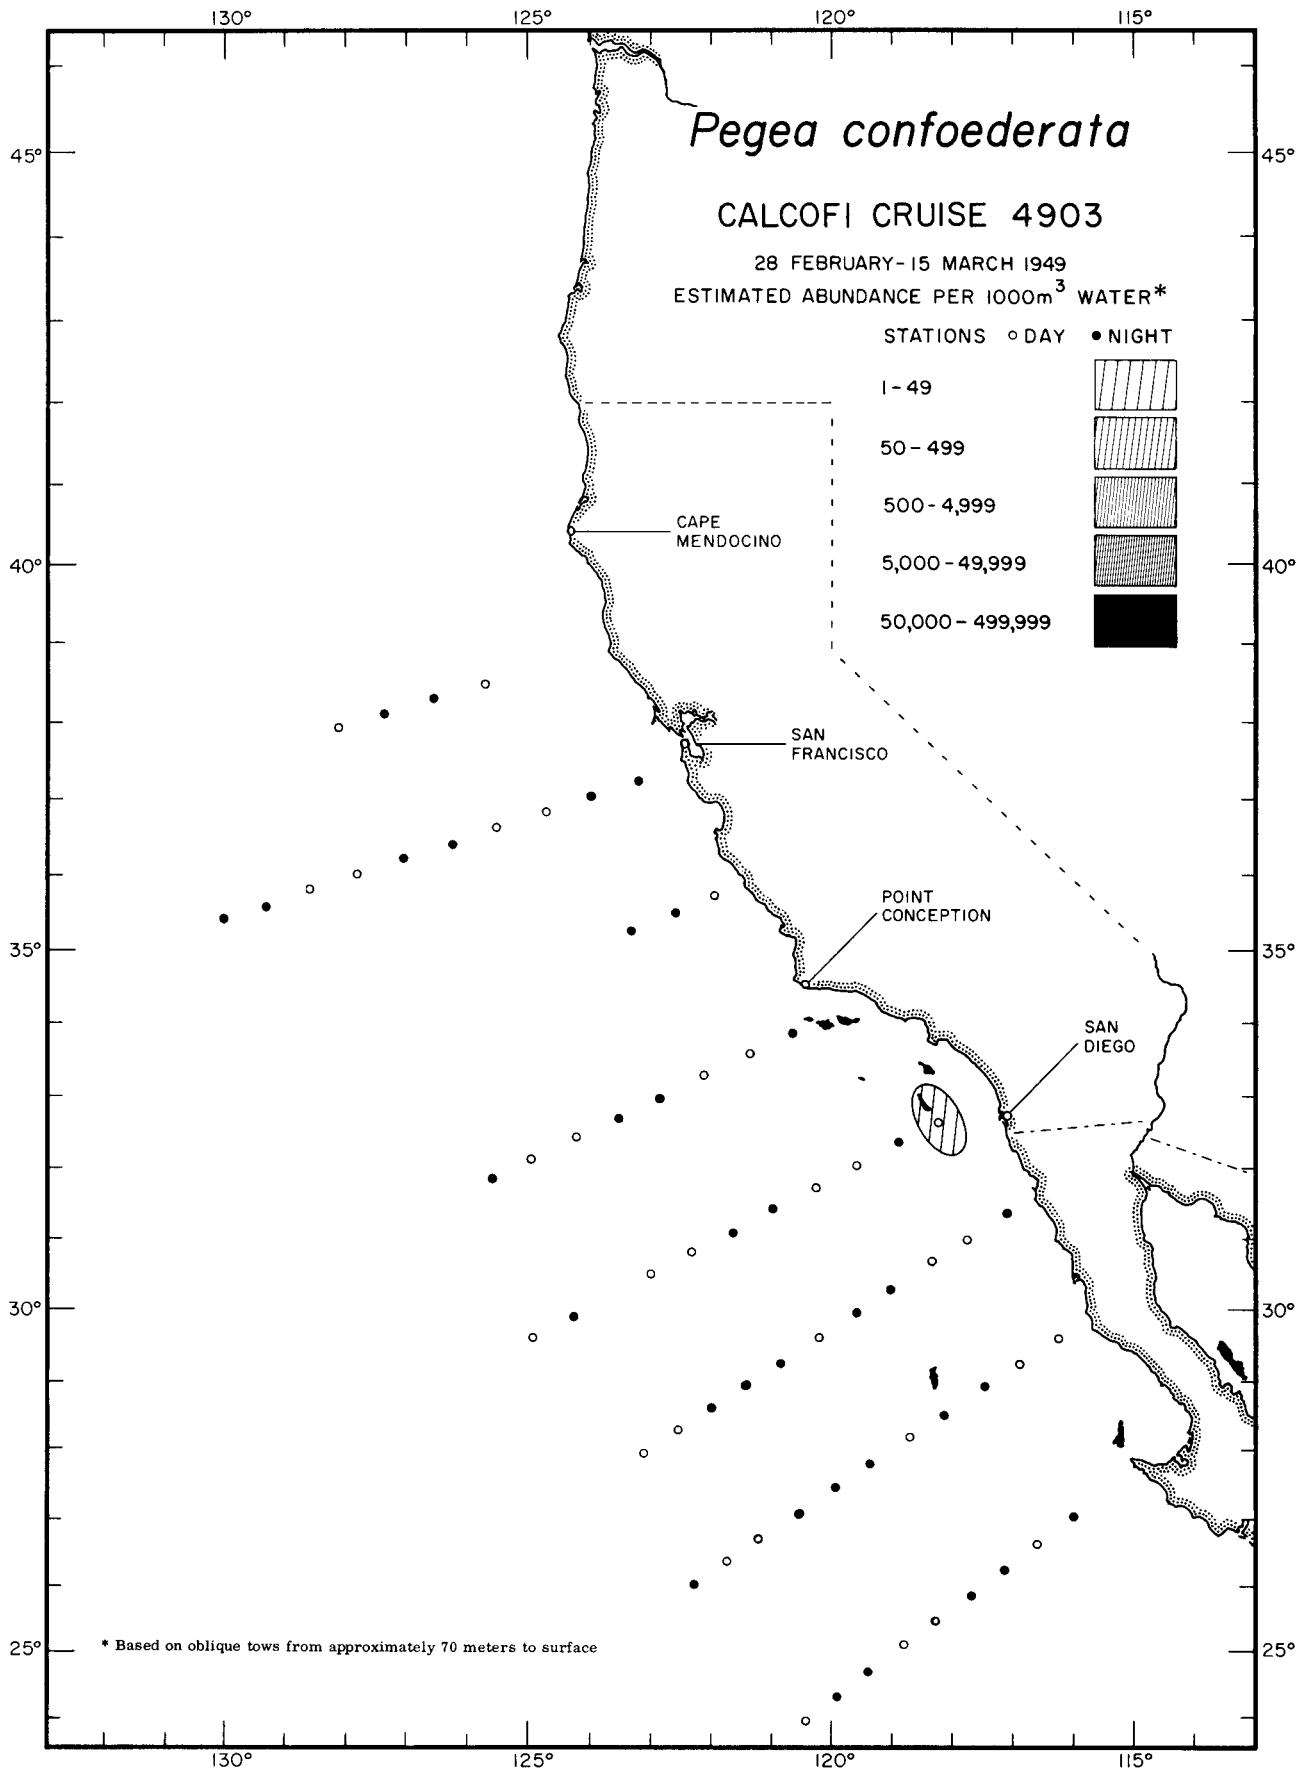 130° 125° 120° 115°
Pegea confoederata
45° 45°
CALCOFI CRUISE 4903
28 FEBRUARY-15 MARCH 1949
ESTIMATED ABUNDANCE PER 1000m³ WATER*
STATIONS ○ DAY ● NIGHT
1-49
50-499
500-4,999
CAPE
MENDOCINO
5,000-49,999
40° 40°
50,000-499,999
SAN
FRANCISCO
POINT
CONCEPTION
35° 35°
SAN
DIEGO
30° 30°
* Based on oblique tows from approximately 70 meters to surface
25° 25°
130° 125° 120° 115°